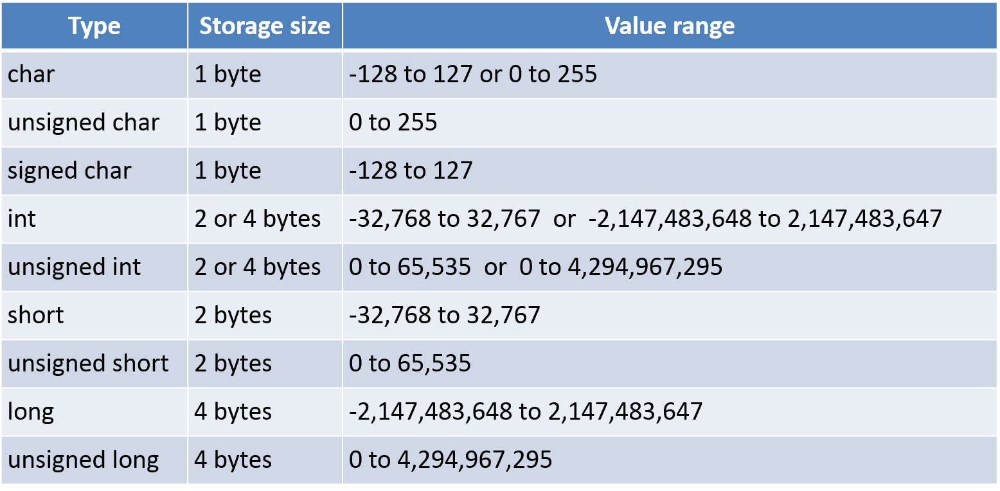 Type Storage size Value range
char 1 byte -128 to 127 or 0 to 255
unsigned char 1 byte 0 to 255
signed char 1 byte -128 to 127
int 2 or 4 bytes -32,768 to 32,767  or  -2,147,483,648 to 2,147,483,647
unsigned int 2 or 4 bytes 0 to 65,535  or  0 to 4,294,967,295
short 2 bytes -32,768 to 32,767
unsigned short 2 bytes 0 to 65,535
long 4 bytes -2,147,483,648 to 2,147,483,647
unsigned long 4 bytes 0 to 4,294,967,295